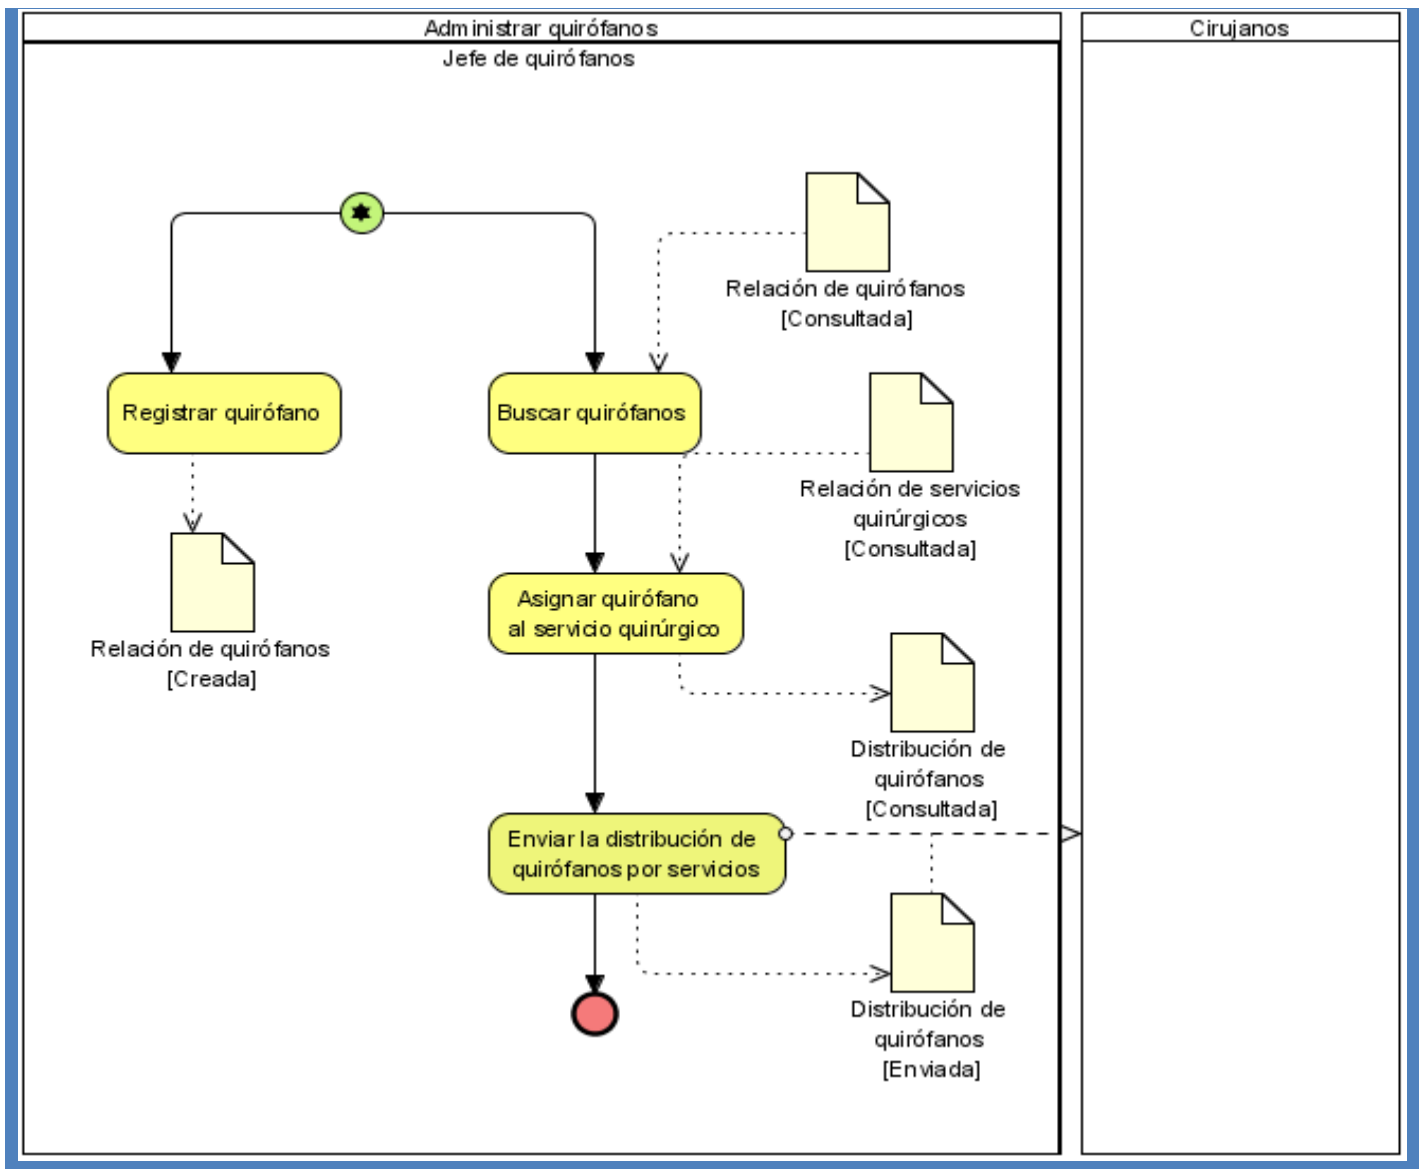 Administrar quirófanos
Cirujanos
Jefe de quirófanos
Relación de quirófanos
[Consultada]
Registrar quirófano
Buscar quirófanos
Relación de servicios
quirúrgicos
[Consultada]
Asignar quirófano
al servicio quirúrgico
Relación de quirófanos
[Creada]
Distribución de
quirófanos
[Consultada]
Enviar la distribución de
quirófanos por servicios
Distribución de
quirófanos
[Enviada]